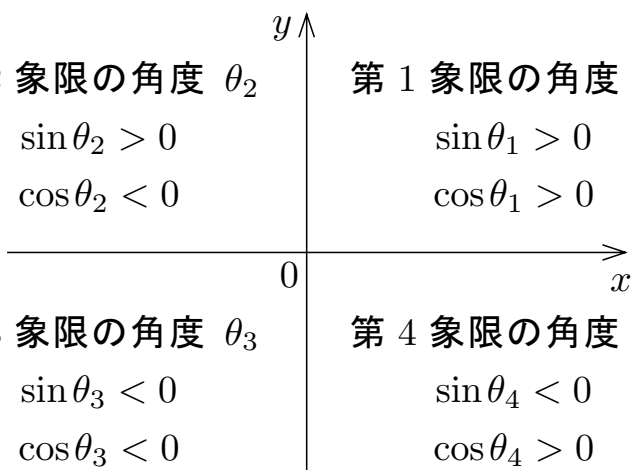 y
象限の角度 θ₂
第 1 象限の角度
sin θ₂ > 0
sin θ₁ > 0
cos θ₂ < 0
cos θ₁ > 0
0
x
象限の角度 θ₃
第 4 象限の角度
sin θ₃ < 0
sin θ₄ < 0
cos θ₃ < 0
cos θ₄ > 0